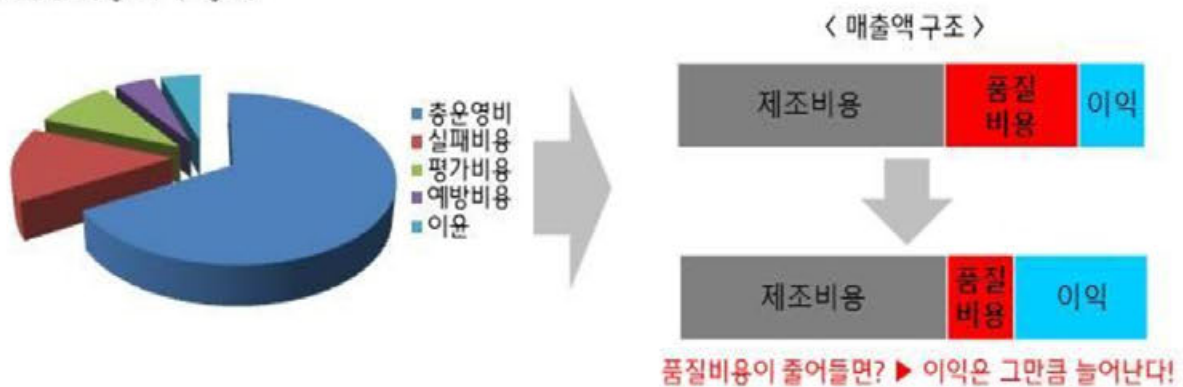 총운영비
실패비용
평가비용
예방비용
이윤
< 매출액 구조 >
제조비용
품질
비용
이익
제조비용
품질
비용
이익
품질비용이 줄어들면? ▶ 이익은 그만큼 늘어난다!